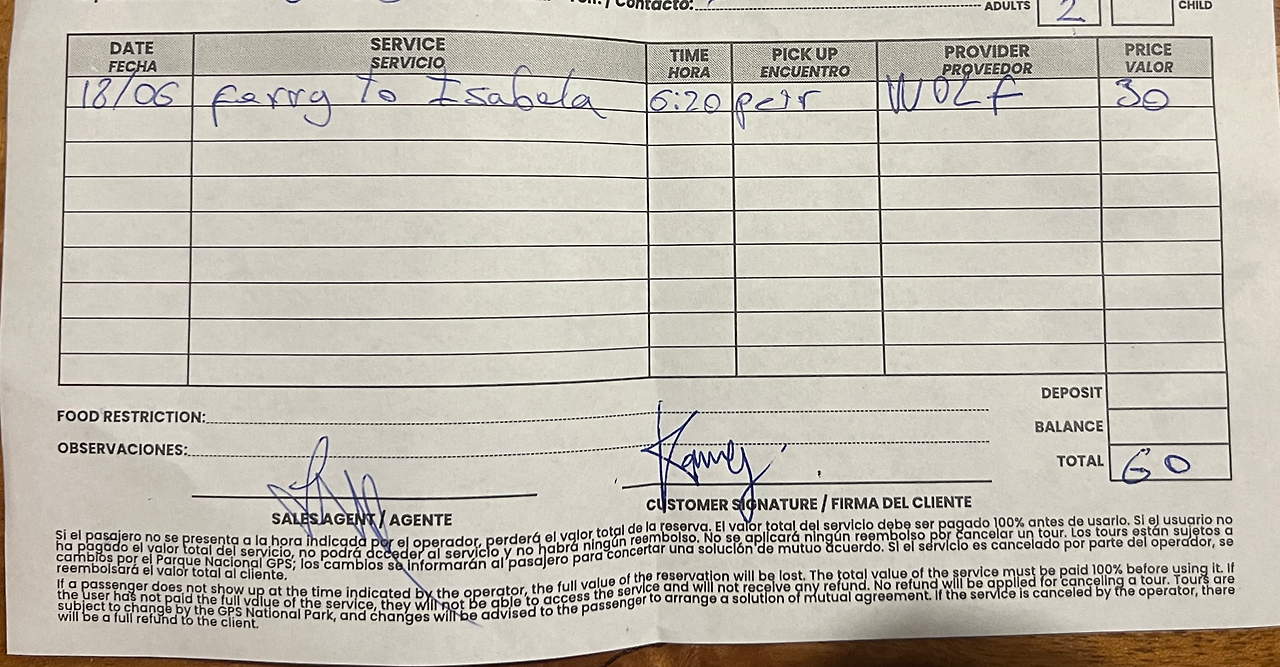 / Contacto: ADULTS 2 CHILD
DATE SERVICE TIME PICK UP PROVIDER PRICE
FECHA SERVICIO HORA ENCUENTRO PROVEEDOR VALOR
18/06 ferry to Isabela 6:20 WOLF 30
DEPOSIT
FOOD RESTRICTION:
BALANCE
OBSERVACIONES:
TOTAL 60
SALES AGENT / AGENTE
CUSTOMER SIGNATURE / FIRMA DEL CLIENTE
Si el pasajero no se presenta a la hora indicada por el operador, perderá el valor total de la reserva. El valor total del servicio debe ser pagado 100% antes de usarlo. Si el usuario no
ha pagado el valor total del servicio, no podrá acceder al servicio y no habrá ningún reembolso. No se aplicará ningún reembolso por cancelar un tour. Los tours están sujetos a
cambios por el Parque Nacional GPS; los cambios se informarán al pasajero para concertar una solución de mutuo acuerdo. Si el servicio es cancelado por parte del operador, se
reembolsará el valor total al cliente.
If a passenger does not show up at the time indicated by the operator, the full value of the reservation will be lost. The total value of the service must be paid 100% before using it. If
the user has not paid the full value of the service, they will not be able to access the service and will not receive any refund. No refund will be applied for canceling a tour. Tours are
subject to change by the GPS National Park, and changes will be advised to the passenger to arrange a solution of mutual agreement. If the service is canceled by the operator, there
will be a full refund to the client.